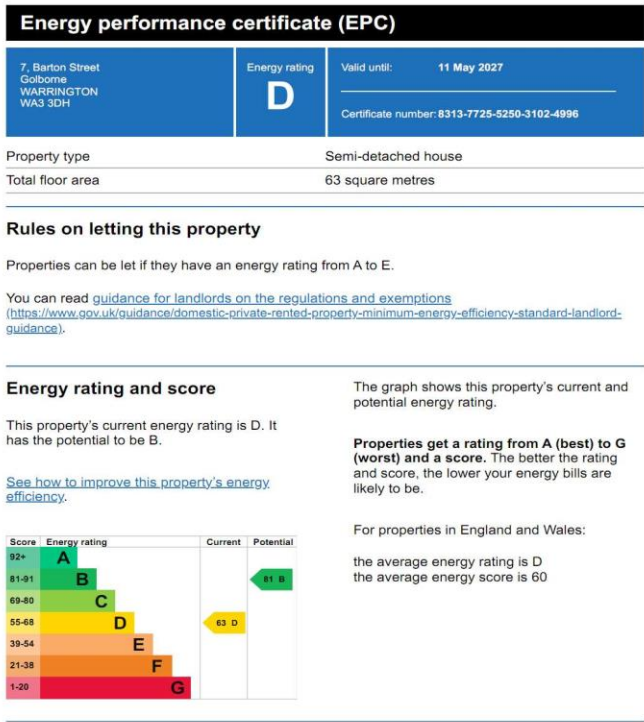 Energy performance certificate (EPC)
7, Barton Street
Golborne
WARRINGTON
WA3 3DH
Energy rating
D
Valid until: 11 May 2027
Certificate number: 8313-7725-5250-3102-4996
Property type Semi-detached house
Total floor area 63 square metres
Rules on letting this property
Properties can be let if they have an energy rating from A to E.
You can read guidance for landlords on the regulations and exemptions
(https://www.gov.uk/guidance/domestic-private-rented-property-minimum-energy-efficiency-standard-landlord-
guidance).
Energy rating and score
This property's current energy rating is D. It
has the potential to be B.
See how to improve this property's energy
efficiency.
Score Energy rating Current Potential
92+ A
81-91 B 81 B
69-80 C
55-68 D 63 D
39-54 E
21-38 F
1-20 G
The graph shows this property's current and
potential energy rating.
Properties get a rating from A (best) to G
(worst) and a score. The better the rating
and score, the lower your energy bills are
likely to be.
For properties in England and Wales:
the average energy rating is D
the average energy score is 60